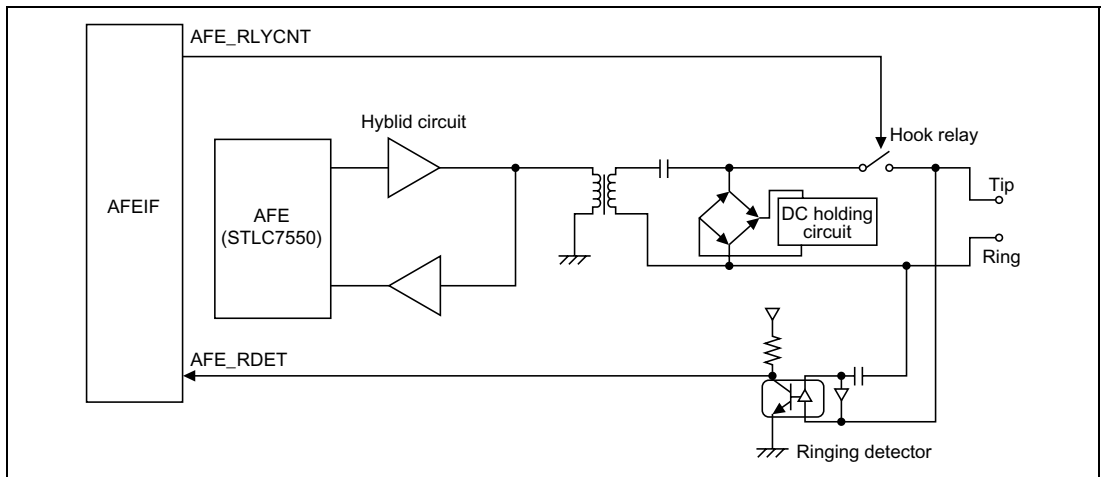 AFE_RLYCNT
Hyblid circuit
Hook relay
AFEIF
AFE
(STLC7550)
Tip
DC holding
circuit
Ring
AFE_RDET
Ringing detector